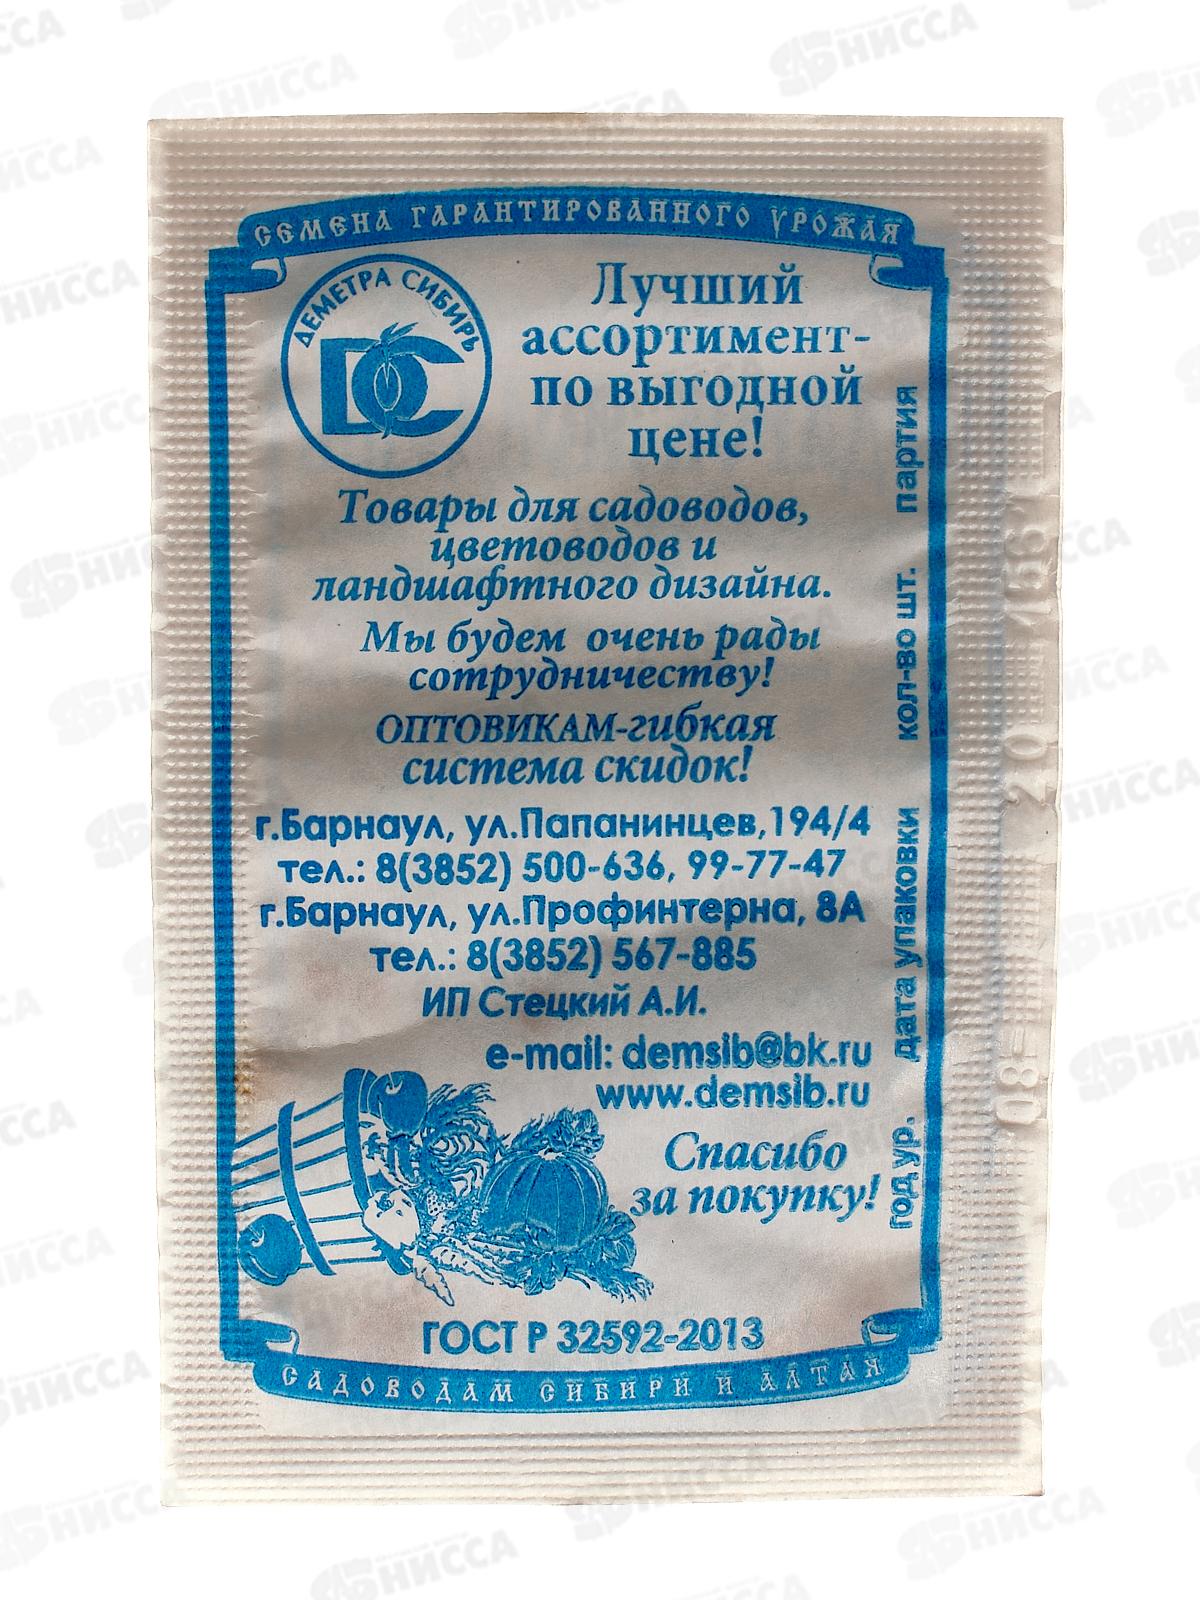 СЕМЕНА ГАРАНТИРОВАННОГО УРОЖАЯ
ДЕМЕТРА СИБИРЬ
DC
Лучший
ассортимент-
по выгодной
цене!
Товары для садоводов,
цветоводов и
ландшафтного дизайна.
Мы будем очень рады
сотрудничеству!
ОПТОВИКАМ-гибкая
система скидок!
г.Барнаул, ул.Папанинцев,194/4
тел.: 8(3852) 500-636, 99-77-47
г.Барнаул, ул.Профинтерна, 8А
тел.: 8(3852) 567-885
ИП Стецкий А.И.
e-mail: demsib@bk.ru
www.demsib.ru
Спасибо
за покупку!
ГОСТ Р 32592-2013
САДОВОДАМ СИБИРИ И АЛТАЯ
год ур. дата упаковки кол-во шт. партия
НИССА